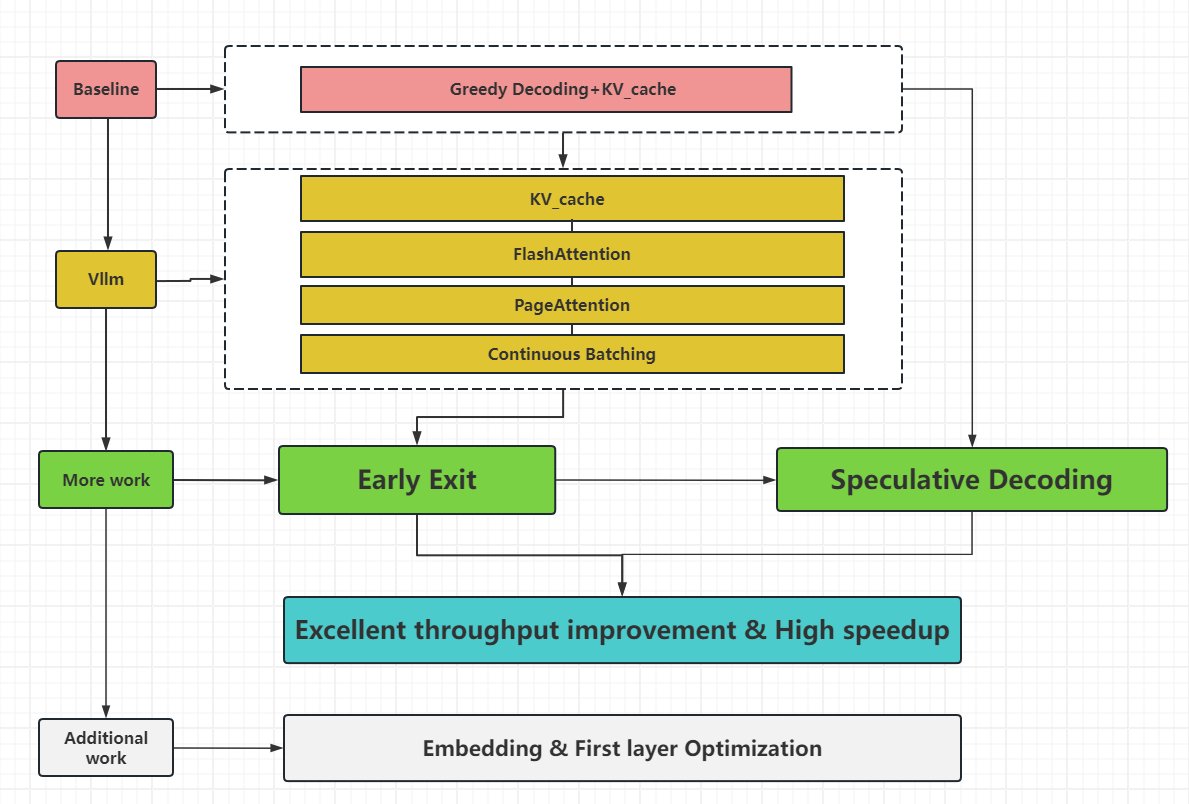 Baseline
Greedy Decoding+KV_cache
KV_cache
FlashAttention
Vllm
PageAttention
Continuous Batching
More work
Early Exit
Speculative Decoding
Excellent throughput improvement & High speedup
Additional
work
Embedding & First layer Optimization